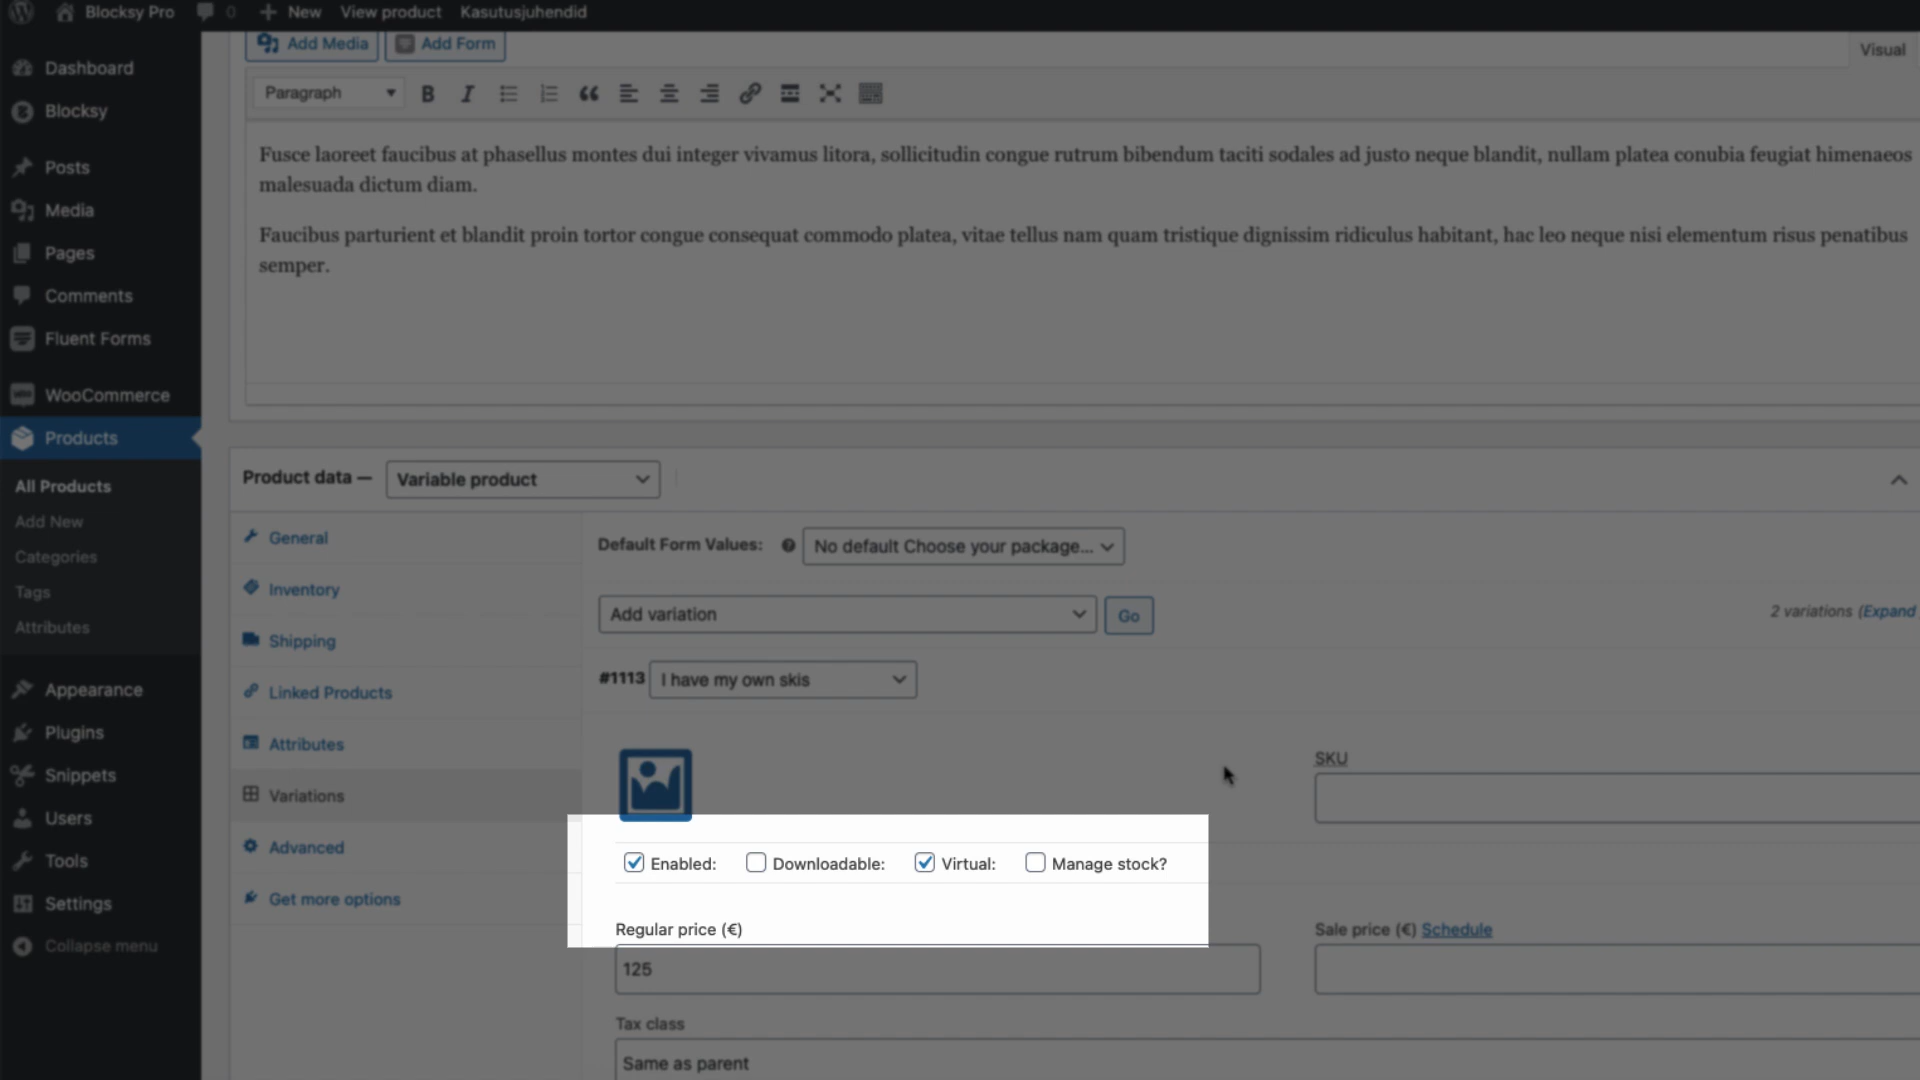 Blocksy Pro 0 New View product Kasutusjuhendid
Dashboard
Blocksy
Posts
Media
Pages
Comments
Fluent Forms
WooCommerce
Products
All Products
Add New
Categories
Tags
Attributes
Appearance
Plugins
Snippets
Users
Tools
Settings
Collapse menu
Add Media Add Form
Visual
Paragraph
Fusce laoreet faucibus at phasellus montes dui integer vivamus litora, sollicitudin congue rutrum bibendum taciti sodales ad justo neque blandit, nullam platea conubia feugiat himenaeos
malesuada dictum diam.
Faucibus parturient et blandit proin tortor congue consequat commodo platea, vitae tellus nam quam tristique dignissim ridiculus habitant, hac leo neque nisi elementum risus penatibus
semper.
Product data — Variable product
General
Inventory
Shipping
Linked Products
Attributes
Variations
Advanced
Get more options
Default Form Values: No default Choose your package...
Add variation Go
2 variations (Expand
#1113 I have my own skis
SKU
Enabled: Downloadable: Virtual: Manage stock?
Regular price (€)
125
Sale price (€) Schedule
Tax class
Same as parent